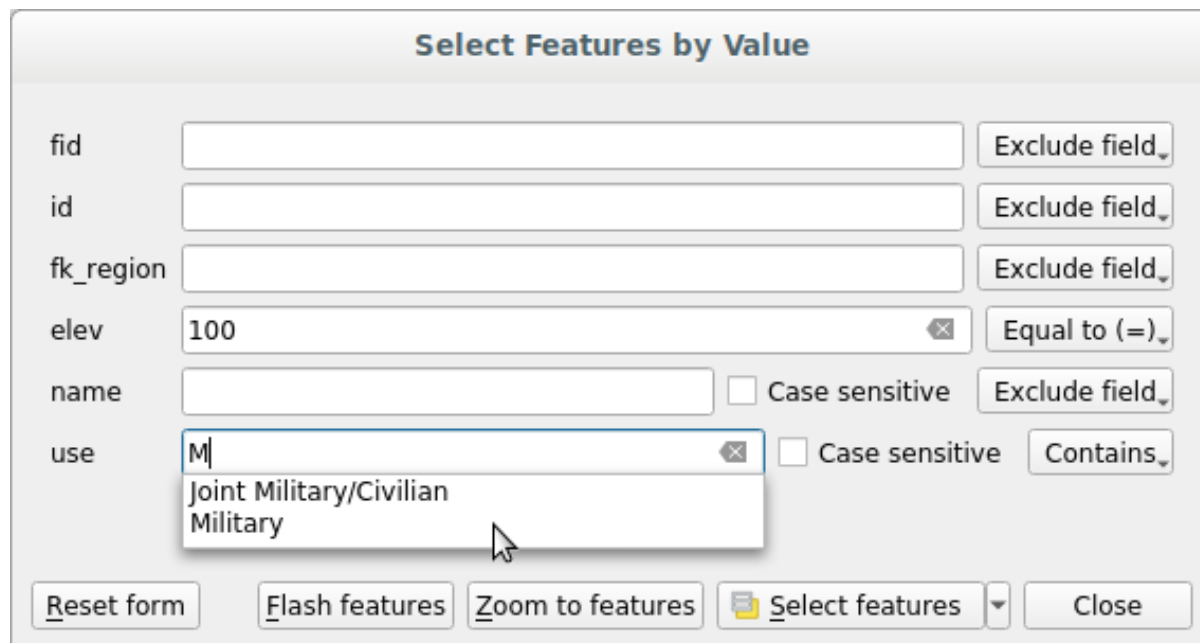 Select Features by Value
fid Exclude field
id Exclude field
fk_region Exclude field
elev 100 Equal to (=)
name Case sensitive Exclude field
use M Case sensitive Contains
Joint Military/Civilian
Military
Reset form Flash features Zoom to features Select features Close